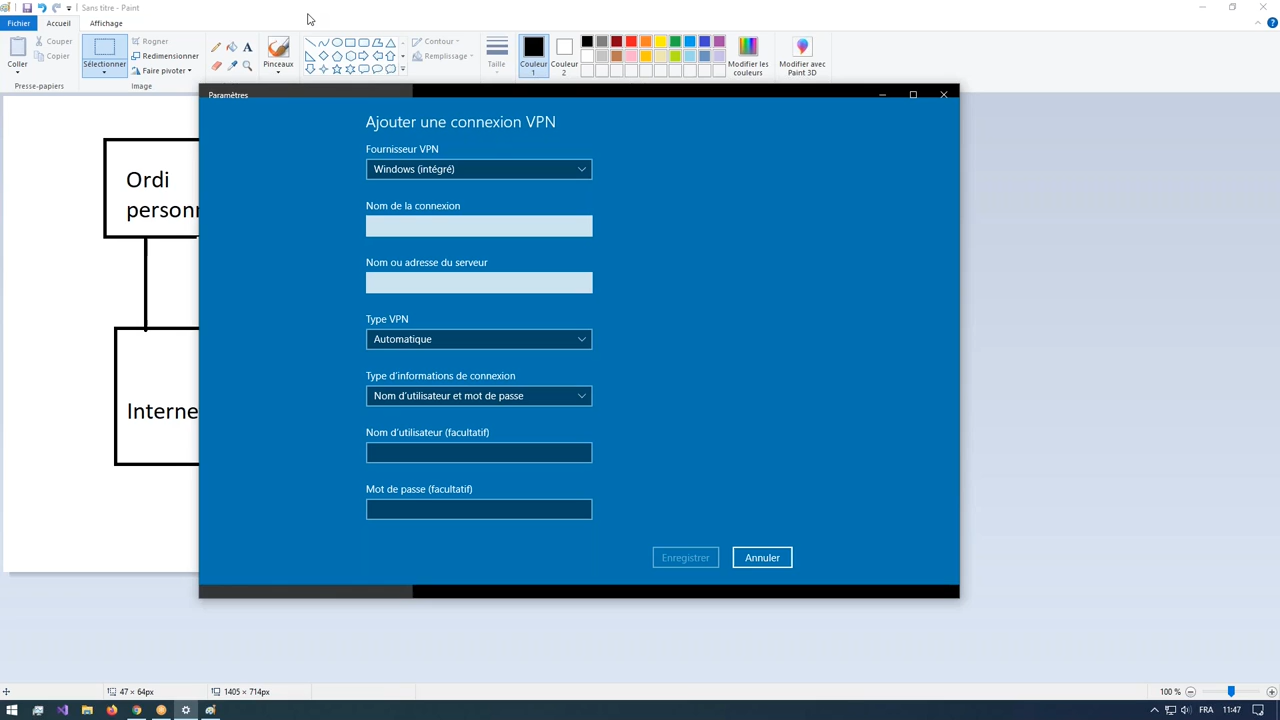 Sans titre - Paint
Fichier
Accueil
Affichage
Coller
Couper
Copier
Presse-papiers
Sélectionner
Rogner
Redimensionner
Faire pivoter
Image
A
Pinceaux
Contour
Remplissage
Taille
Couleur
1
Couleur
2
Modifier les
couleurs
Modifier avec
Paint 3D
Ordi
personn
Interne
Paramètres
Ajouter une connexion VPN
Fournisseur VPN
Windows (intégré)
Nom de la connexion
Nom ou adresse du serveur
Type VPN
Automatique
Type d'informations de connexion
Nom d'utilisateur et mot de passe
Nom d'utilisateur (facultatif)
Mot de passe (facultatif)
Enregistrer
Annuler
47 × 64px
1405 × 714px
100 %
FRA
11:47